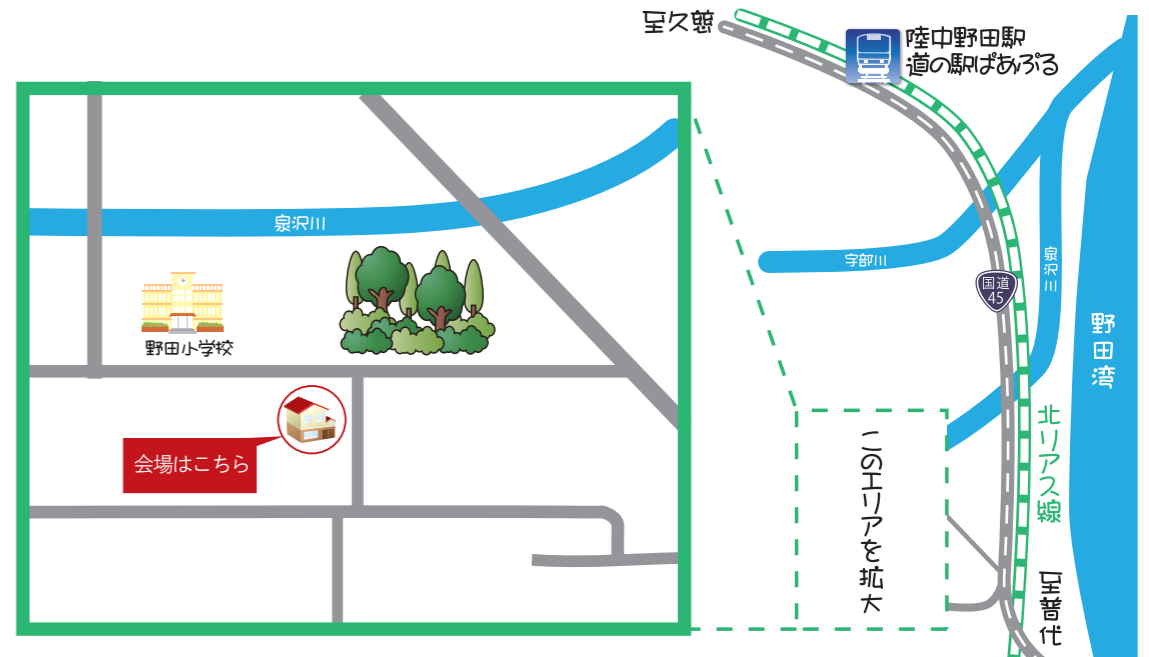 至久慈
陸中野田駅
道の駅ぱあぷる
泉沢川
野田小学校
会場はこちら
宇部川
泉沢川
国道
45
野田湾
北リアス線
このエリアを拡大
至普代